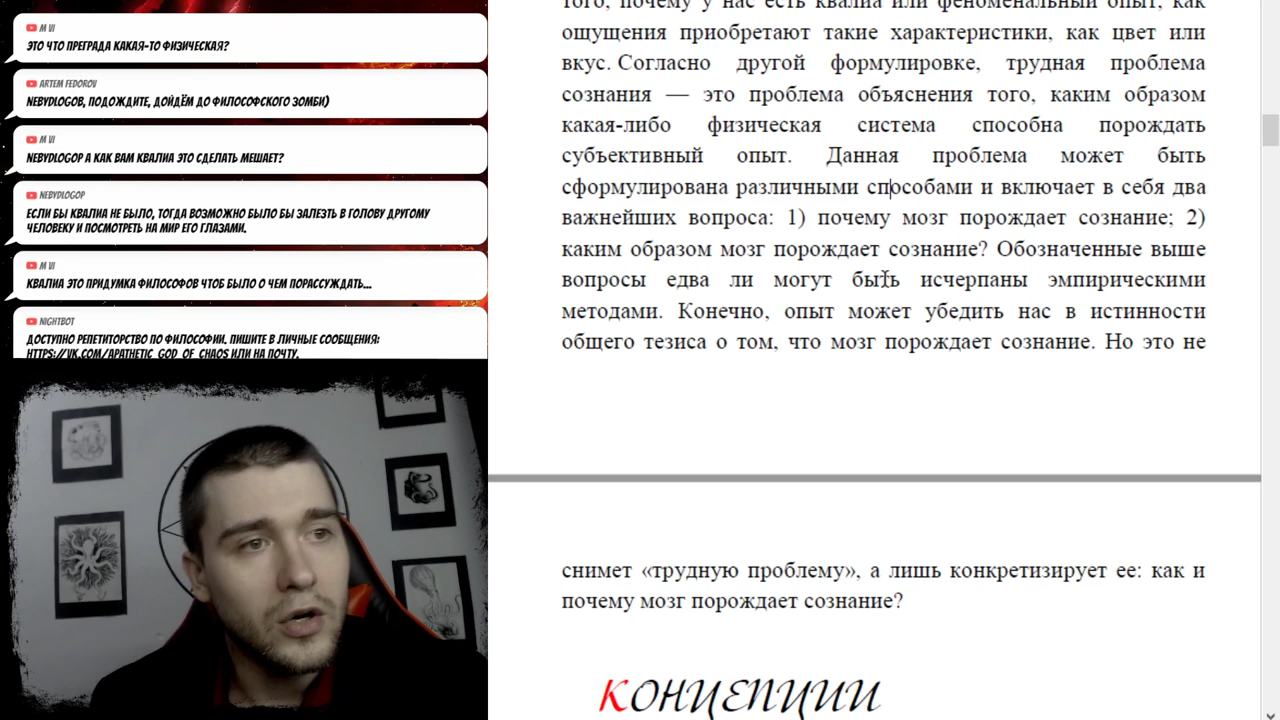 M VI
ЭТО ЧТО ПРЕГРАДА КАКАЯ-ТО ФИЗИЧЕСКАЯ?
ARTEM FEDOROV
NEBYDLOGOB, ПОДОЖДИТЕ, ДОЙДЁМ ДО ФИЛОСОФСКОГО ЗОМБИ)
M VI
NEBYDLOGOP А КАК ВАМ КВАЛИА ЭТО СДЕЛАТЬ МЕШАЕТ?
NEBYDLOGOP
ЕСЛИ БЫ КВАЛИА НЕ БЫЛО, ТОГДА ВОЗМОЖНО БЫЛО БЫ ЗАЛЕЗТЬ В ГОЛОВУ ДРУГОМУ
ЧЕЛОВЕКУ И ПОСМОТРЕТЬ НА МИР ЕГО ГЛАЗАМИ.
M VI
КВАЛИА ЭТО ПРИДУМКА ФИЛОСОФОВ ЧТОБ БЫЛО О ЧЕМ ПОРАССУЖДАТЬ...
NIGHTBOT
ДОСТУПНО РЕПЕТИТОРСТВО ПО ФИЛОСОФИИ. ПИШИТЕ В ЛИЧНЫЕ СООБЩЕНИЯ:
HTTPS://VK.COM/APATHETIC_GOD_OF_CHAOS ИЛИ НА ПОЧТУ.
того, почему у нас есть квалиа или феноменальный опыт, как
ощущения приобретают такие характеристики, как цвет или
вкус. Согласно другой формулировке, трудная проблема
сознания — это проблема объяснения того, каким образом
какая-либо физическая система способна порождать
субъективный опыт. Данная проблема может быть
сформулирована различными способами и включает в себя два
важнейших вопроса: 1) почему мозг порождает сознание; 2)
каким образом мозг порождает сознание? Обозначенные выше
вопросы едва ли могут быть исчерпаны эмпирическими
методами. Конечно, опыт может убедить нас в истинности
общего тезиса о том, что мозг порождает сознание. Но это не
снимет «трудную проблему», а лишь конкретизирует ее: как и
почему мозг порождает сознание?
КОНЦЕПЦИИ